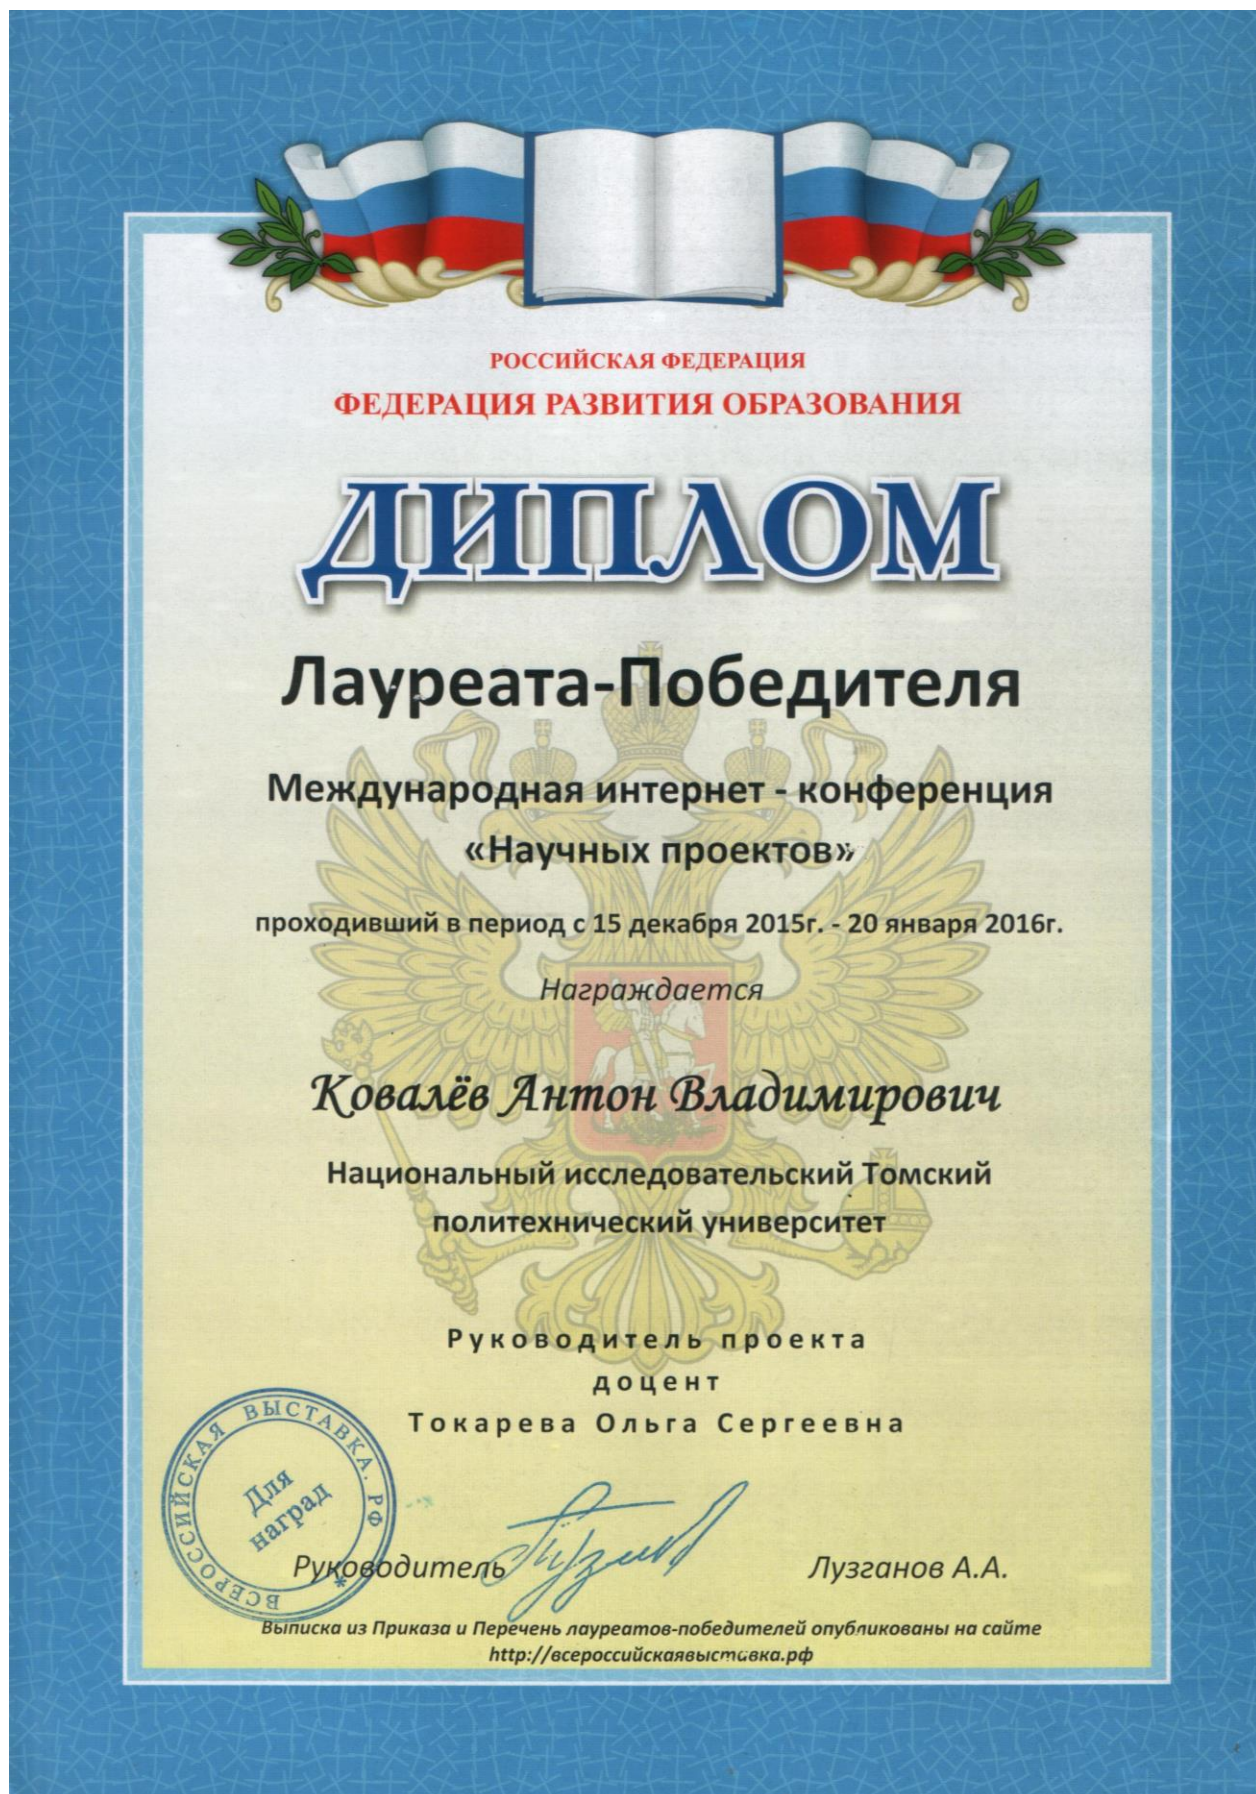 РОССИЙСКАЯ ФЕДЕРАЦИЯ
ФЕДЕРАЦИЯ РАЗВИТИЯ ОБРАЗОВАНИЯ
ДИПЛОМ
Лауреата-Победителя
Международная интернет - конференция
«Научных проектов»
проходивший в период с 15 декабря 2015г. - 20 января 2016г.
Награждается
Ковалёв Антон Владимирович
Национальный исследовательский Томский
политехнический университет
Руководитель проекта
доцент
Токарева Ольга Сергеевна
ВСЕРОССИЙСКАЯ ВЫСТАВКА. РФ *
Для
наград
Руководитель Лузганов А.А.
Выписка из Приказа и Перечень лауреатов-победителей опубликованы на сайте
http://всероссийскаявыставка.рф